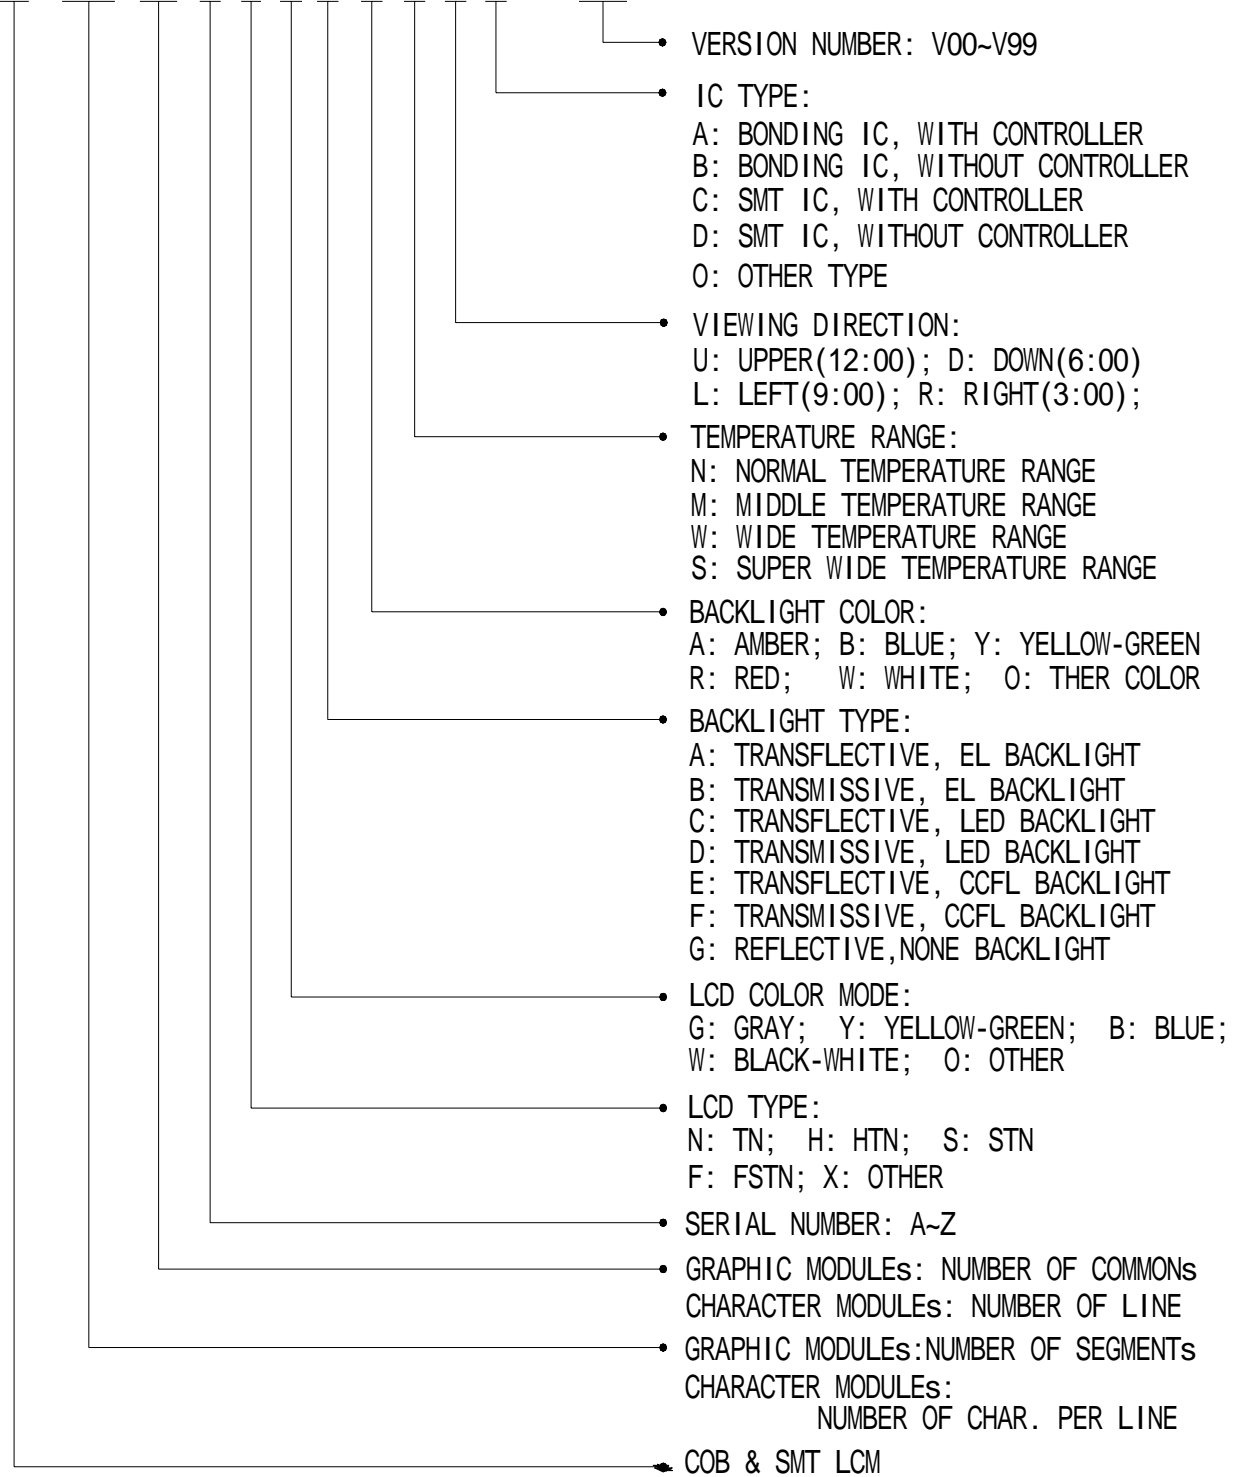 VERSION NUMBER: V00~V99
IC TYPE:
A: BONDING IC, WITH CONTROLLER
B: BONDING IC, WITHOUT CONTROLLER
C: SMT IC, WITH CONTROLLER
D: SMT IC, WITHOUT CONTROLLER
O: OTHER TYPE
VIEWING DIRECTION:
U: UPPER(12:00); D: DOWN(6:00)
L: LEFT(9:00); R: RIGHT(3:00);
TEMPERATURE RANGE:
N: NORMAL TEMPERATURE RANGE
M: MIDDLE TEMPERATURE RANGE
W: WIDE TEMPERATURE RANGE
S: SUPER WIDE TEMPERATURE RANGE
BACKLIGHT COLOR:
A: AMBER; B: BLUE; Y: YELLOW-GREEN
R: RED; W: WHITE; O: THER COLOR
BACKLIGHT TYPE:
A: TRANSFLECTIVE, EL BACKLIGHT
B: TRANSMISSIVE, EL BACKLIGHT
C: TRANSFLECTIVE, LED BACKLIGHT
D: TRANSMISSIVE, LED BACKLIGHT
E: TRANSFLECTIVE, CCFL BACKLIGHT
F: TRANSMISSIVE, CCFL BACKLIGHT
G: REFLECTIVE,NONE BACKLIGHT
LCD COLOR MODE:
G: GRAY; Y: YELLOW-GREEN; B: BLUE;
W: BLACK-WHITE; O: OTHER
LCD TYPE:
N: TN; H: HTN; S: STN
F: FSTN; X: OTHER
SERIAL NUMBER: A~Z
GRAPHIC MODULEs: NUMBER OF COMMONs
CHARACTER MODULEs: NUMBER OF LINE
GRAPHIC MODULEs:NUMBER OF SEGMENTs
CHARACTER MODULEs:
NUMBER OF CHAR. PER LINE
COB & SMT LCM